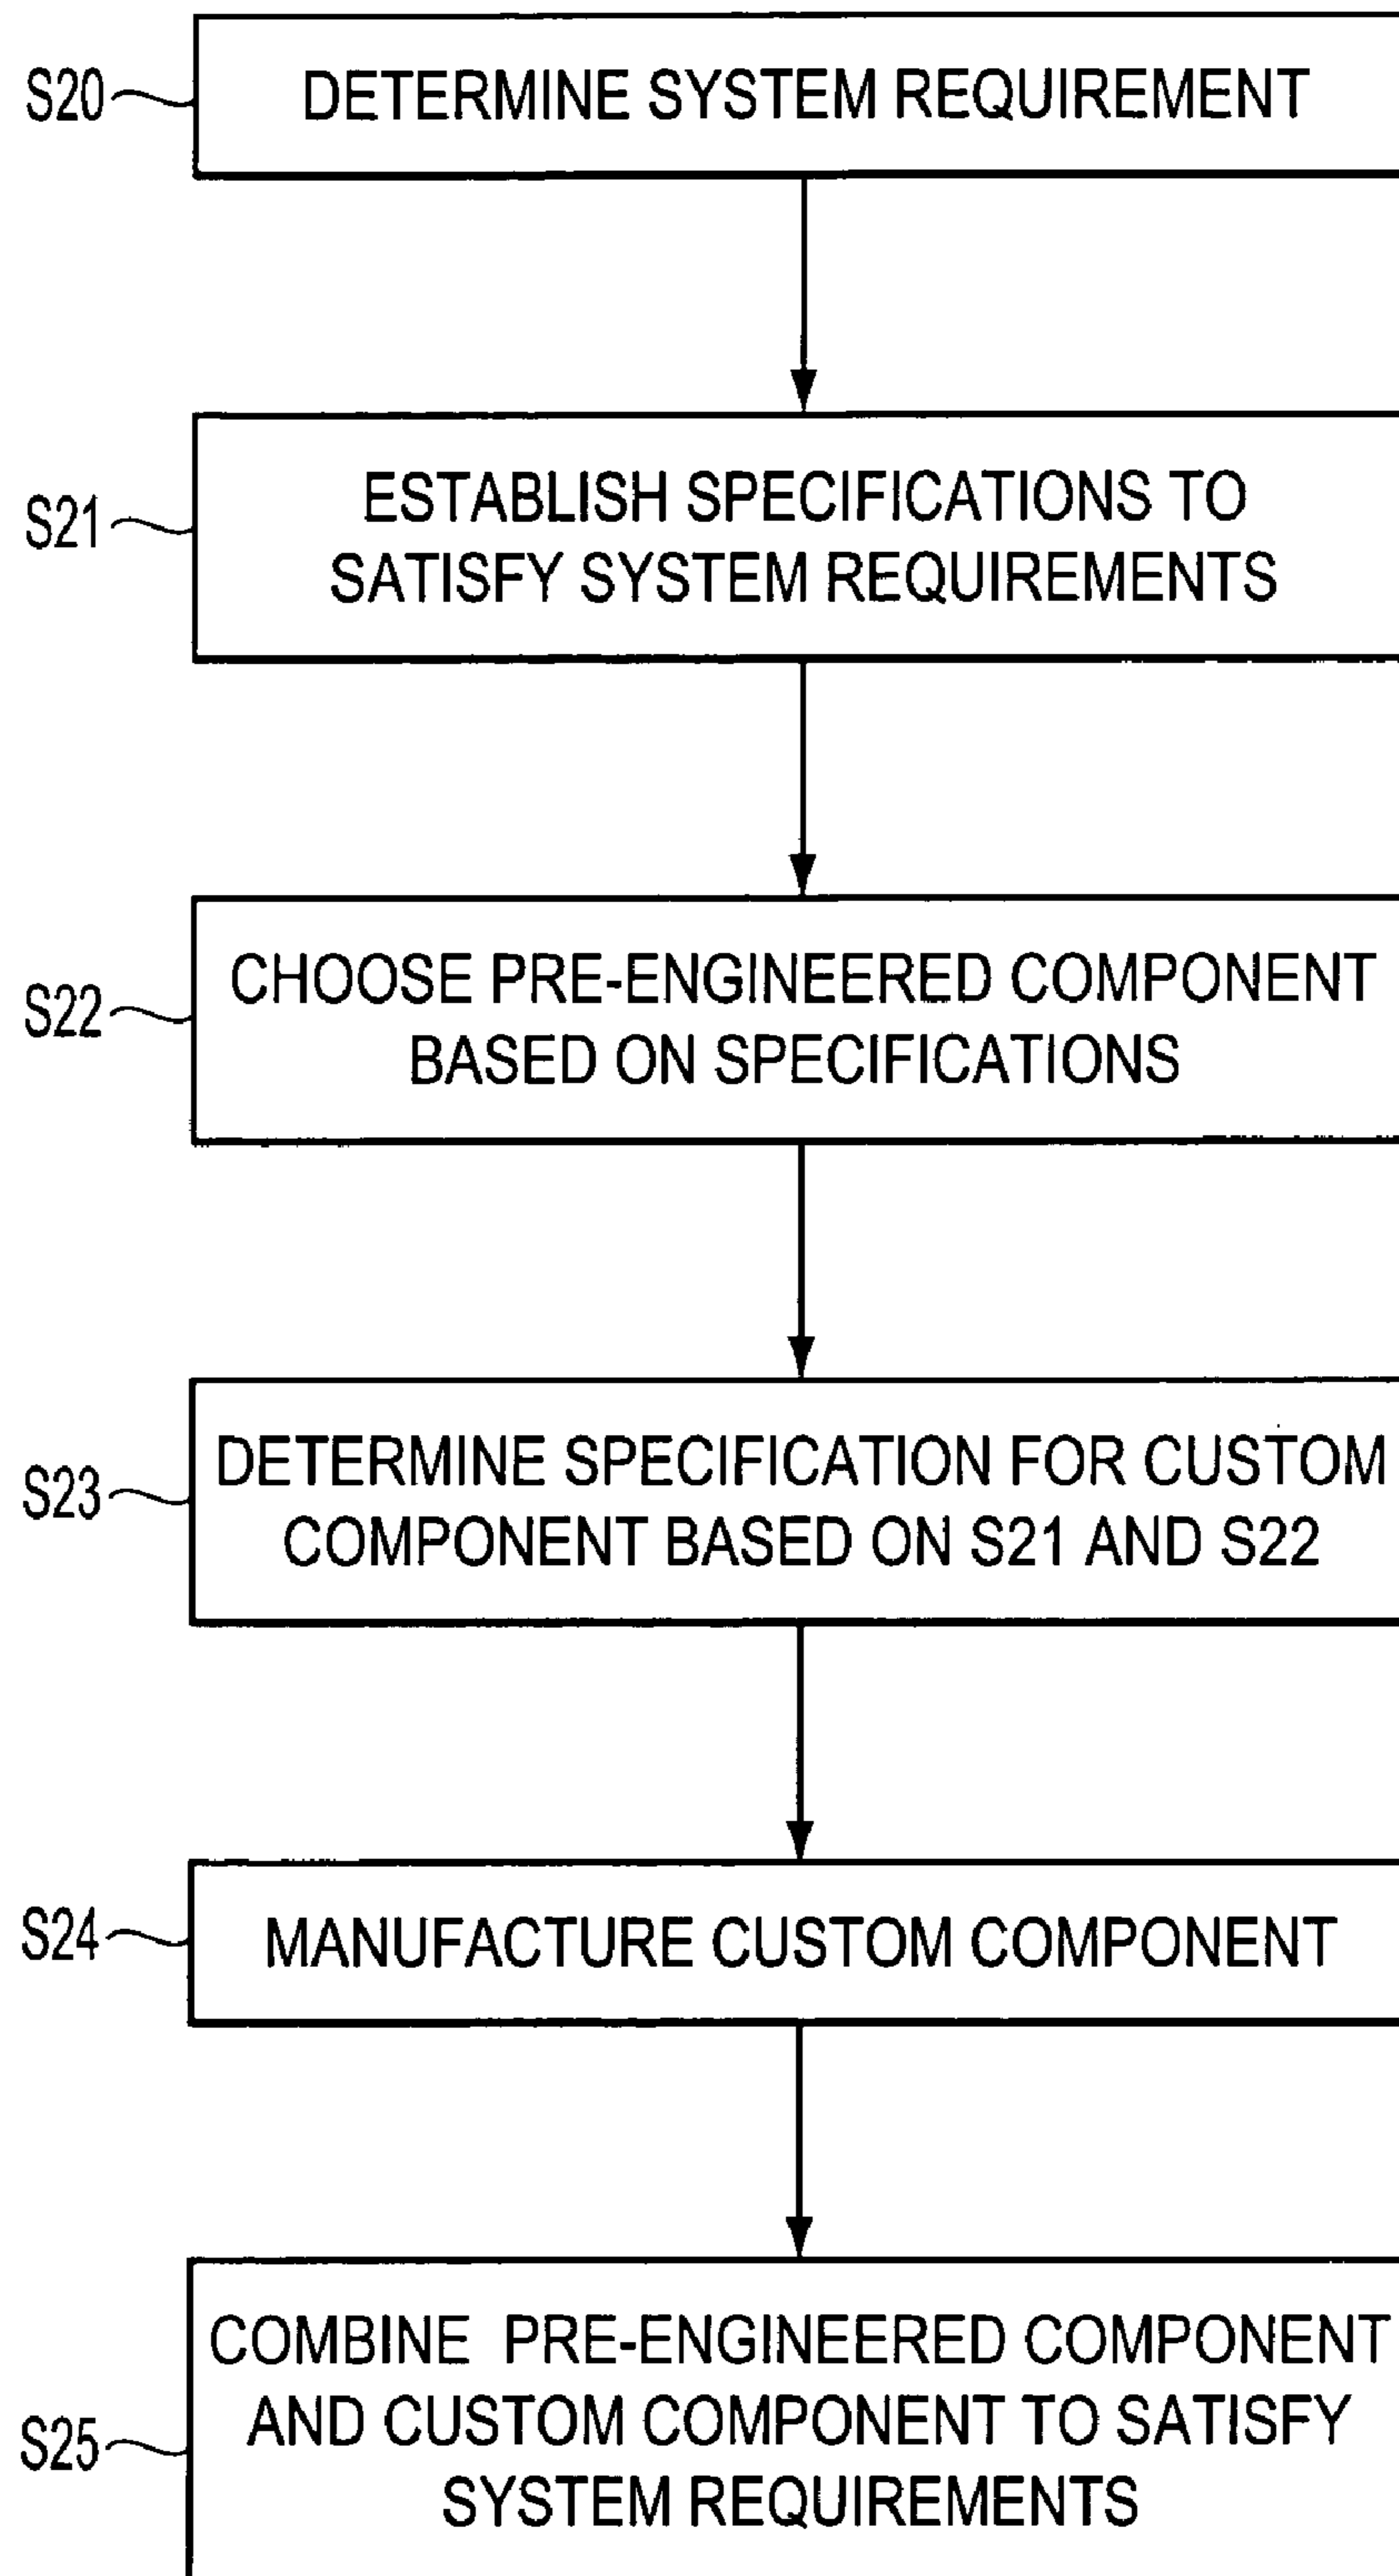 S20
DETERMINE SYSTEM REQUIREMENT
S21
ESTABLISH SPECIFICATIONS TO
SATISFY SYSTEM REQUIREMENTS
S22
CHOOSE PRE-ENGINEERED COMPONENT
BASED ON SPECIFICATIONS
S23
DETERMINE SPECIFICATION FOR CUSTOM
COMPONENT BASED ON S21 AND S22
S24
MANUFACTURE CUSTOM COMPONENT
S25
COMBINE PRE-ENGINEERED COMPONENT
AND CUSTOM COMPONENT TO SATISFY
SYSTEM REQUIREMENTS